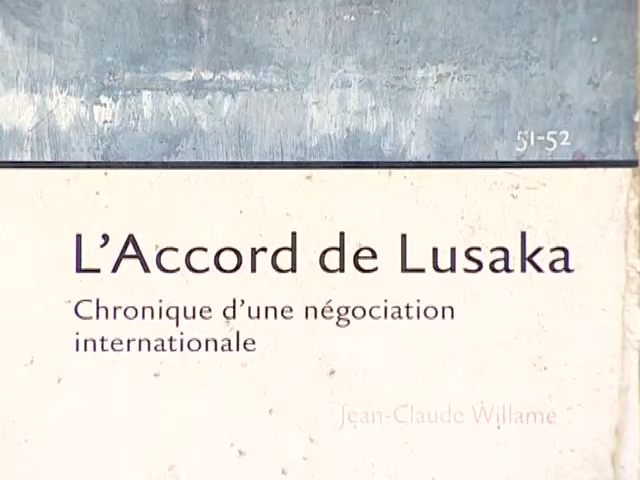 51-52
L'Accord de Lusaka
Chronique d'une négociation
internationale
Jean-Claude Willame